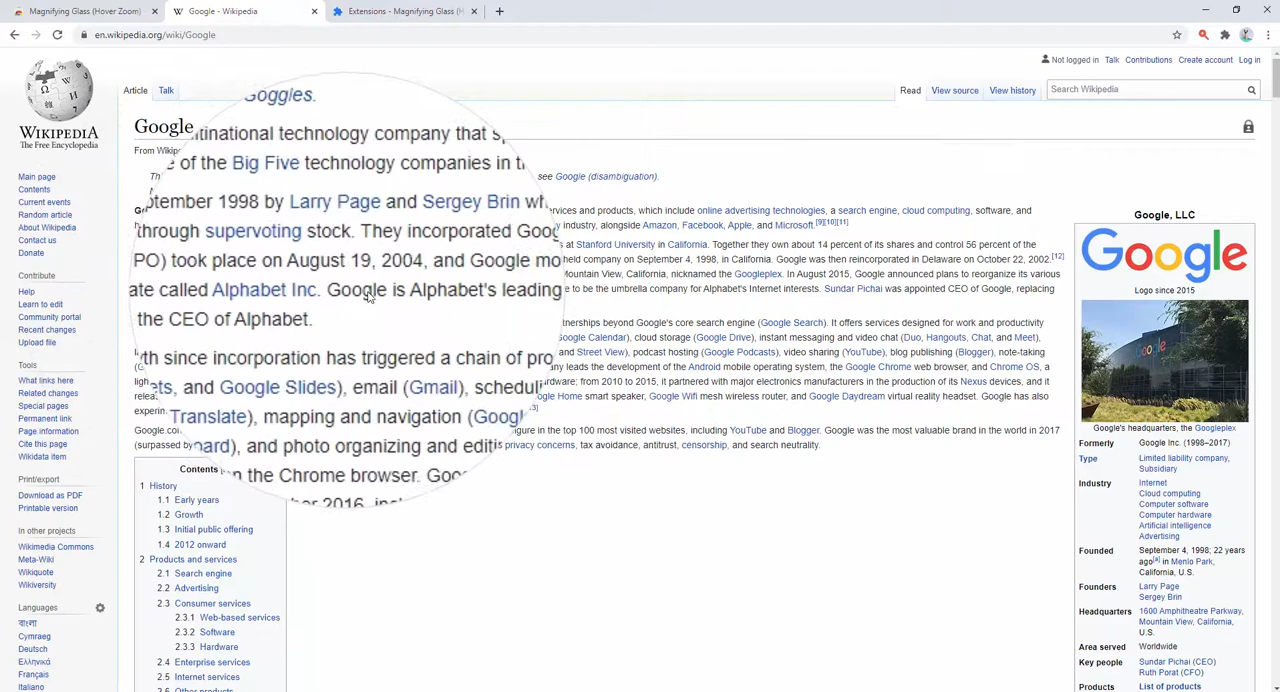 Magnifying Glass (Hover Zoom)
Google - Wikipedia
Extensions - Magnifying Glass (H
en.wikipedia.org/wiki/Google
Not logged in Talk Contributions Create account Log in
Article Talk
Read View source View history Search Wikipedia
WIKIPEDIA
The Free Encyclopedia
Main page
Contents
Current events
Random article
About Wikipedia
Contact us
Donate
Contribute
Help
Learn to edit
Community portal
Recent changes
Upload file
Tools
What links here
Related changes
Special pages
Permanent link
Page information
Cite this page
Wikidata item
Print/export
Download as PDF
Printable version
In other projects
Wikimedia Commons
Meta-Wiki
Wikiquote
Wikiversity
Languages
বাংলা
Cymraeg
Deutsch
Ελληνικά
Français
Italiano
Google
From
see Google (disambiguation).
Goggles.
technology company that
of the Big Five technology companies in
1998 by Larry Page and Sergey Brin
through supervoting stock. They incorporated
PO) took place on August 19, 2004, and Google
called Alphabet Inc. Google is Alphabet's leading
the CEO of Alphabet.
since incorporation has triggered a chain of
and Google Slides), email (Gmail),
Translate), mapping and navigation
and photo organizing and
the Chrome browser.
2016,
services and products, which include online advertising technologies, a search engine, cloud computing, software, and
industry, alongside Amazon, Facebook, Apple, and Microsoft.[9][10][11]
at Stanford University in California. Together they own about 14 percent of its shares and control 56 percent of the
held company on September 4, 1998, in California. Google was then reincorporated in Delaware on October 22, 2002.[12]
Mountain View, California, nicknamed the Googleplex. In August 2015, Google announced plans to reorganize its various
to be the umbrella company for Alphabet's Internet interests. Sundar Pichai was appointed CEO of Google, replacing
beyond Google's core search engine (Google Search). It offers services designed for work and productivity
Calendar), cloud storage (Google Drive), instant messaging and video chat (Duo, Hangouts, Chat, and Meet),
and Street View), podcast hosting (Google Podcasts), video sharing (YouTube), blog publishing (Blogger), note-taking
leads the development of the Android mobile operating system, the Google Chrome web browser, and Chrome OS, a
from 2010 to 2015, it partnered with major electronics manufacturers in the production of its Nexus devices, and it
Home smart speaker, Google Wifi mesh wireless router, and Google Daydream virtual reality headset. Google has also
in the top 100 most visited websites, including YouTube and Blogger. Google was the most valuable brand in the world in 2017
(surpassed by
privacy concerns, tax avoidance, antitrust, censorship, and search neutrality.
Contents
1 History
1.1 Early years
1.2 Growth
1.3 Initial public offering
1.4 2012 onward
2 Products and services
2.1 Search engine
2.2 Advertising
2.3 Consumer services
2.3.1 Web-based services
2.3.2 Software
2.3.3 Hardware
2.4 Enterprise services
2.5 Internet services
2.6 Other products
Google, LLC
Google
Logo since 2015
Google
Google's headquarters, the Googleplex
Formerly Google Inc. (1998–2017)
Type Limited liability company,
Subsidiary
Industry Internet
Cloud computing
Computer software
Computer hardware
Artificial intelligence
Advertising
Founded September 4, 1998; 22 years
ago[a] in Menlo Park,
California, U.S.
Founders Larry Page
Sergey Brin
Headquarters 1600 Amphitheatre Parkway,
Mountain View, California,
U.S.
Area served Worldwide
Key people Sundar Pichai (CEO)
Ruth Porat (CFO)
Products List of products